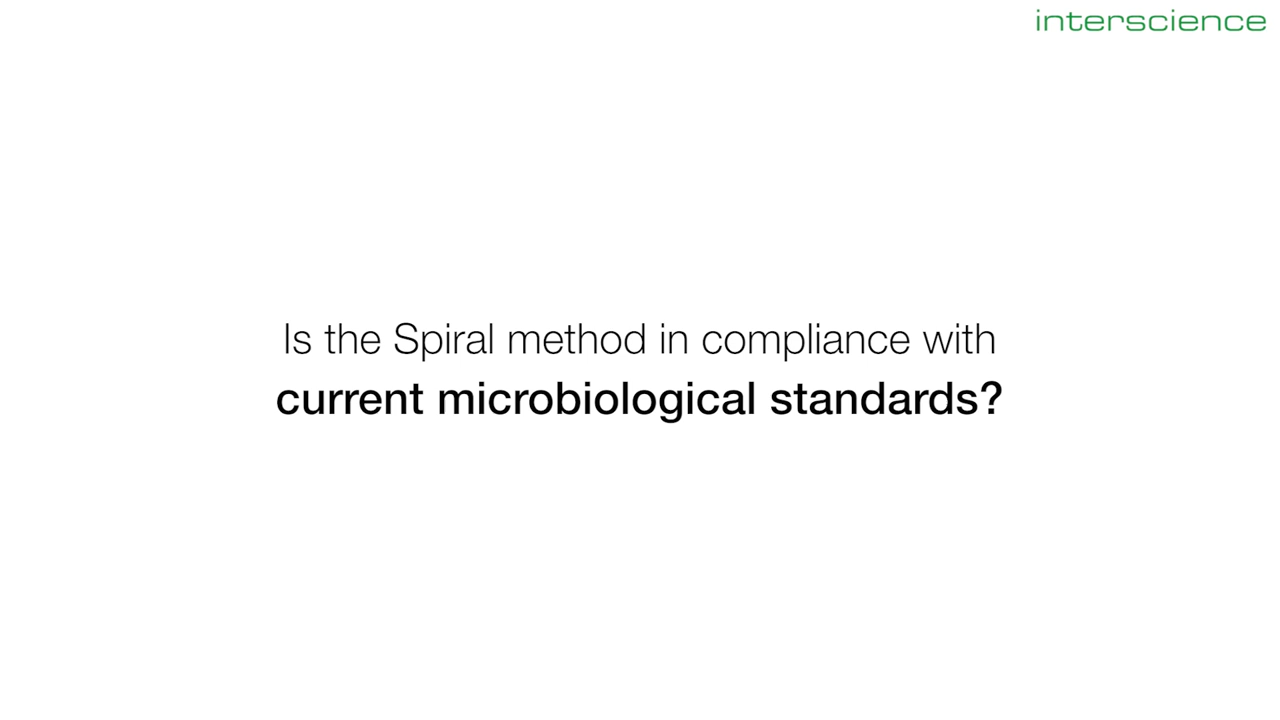 interscience
Is the Spiral method in compliance with
current microbiological standards?